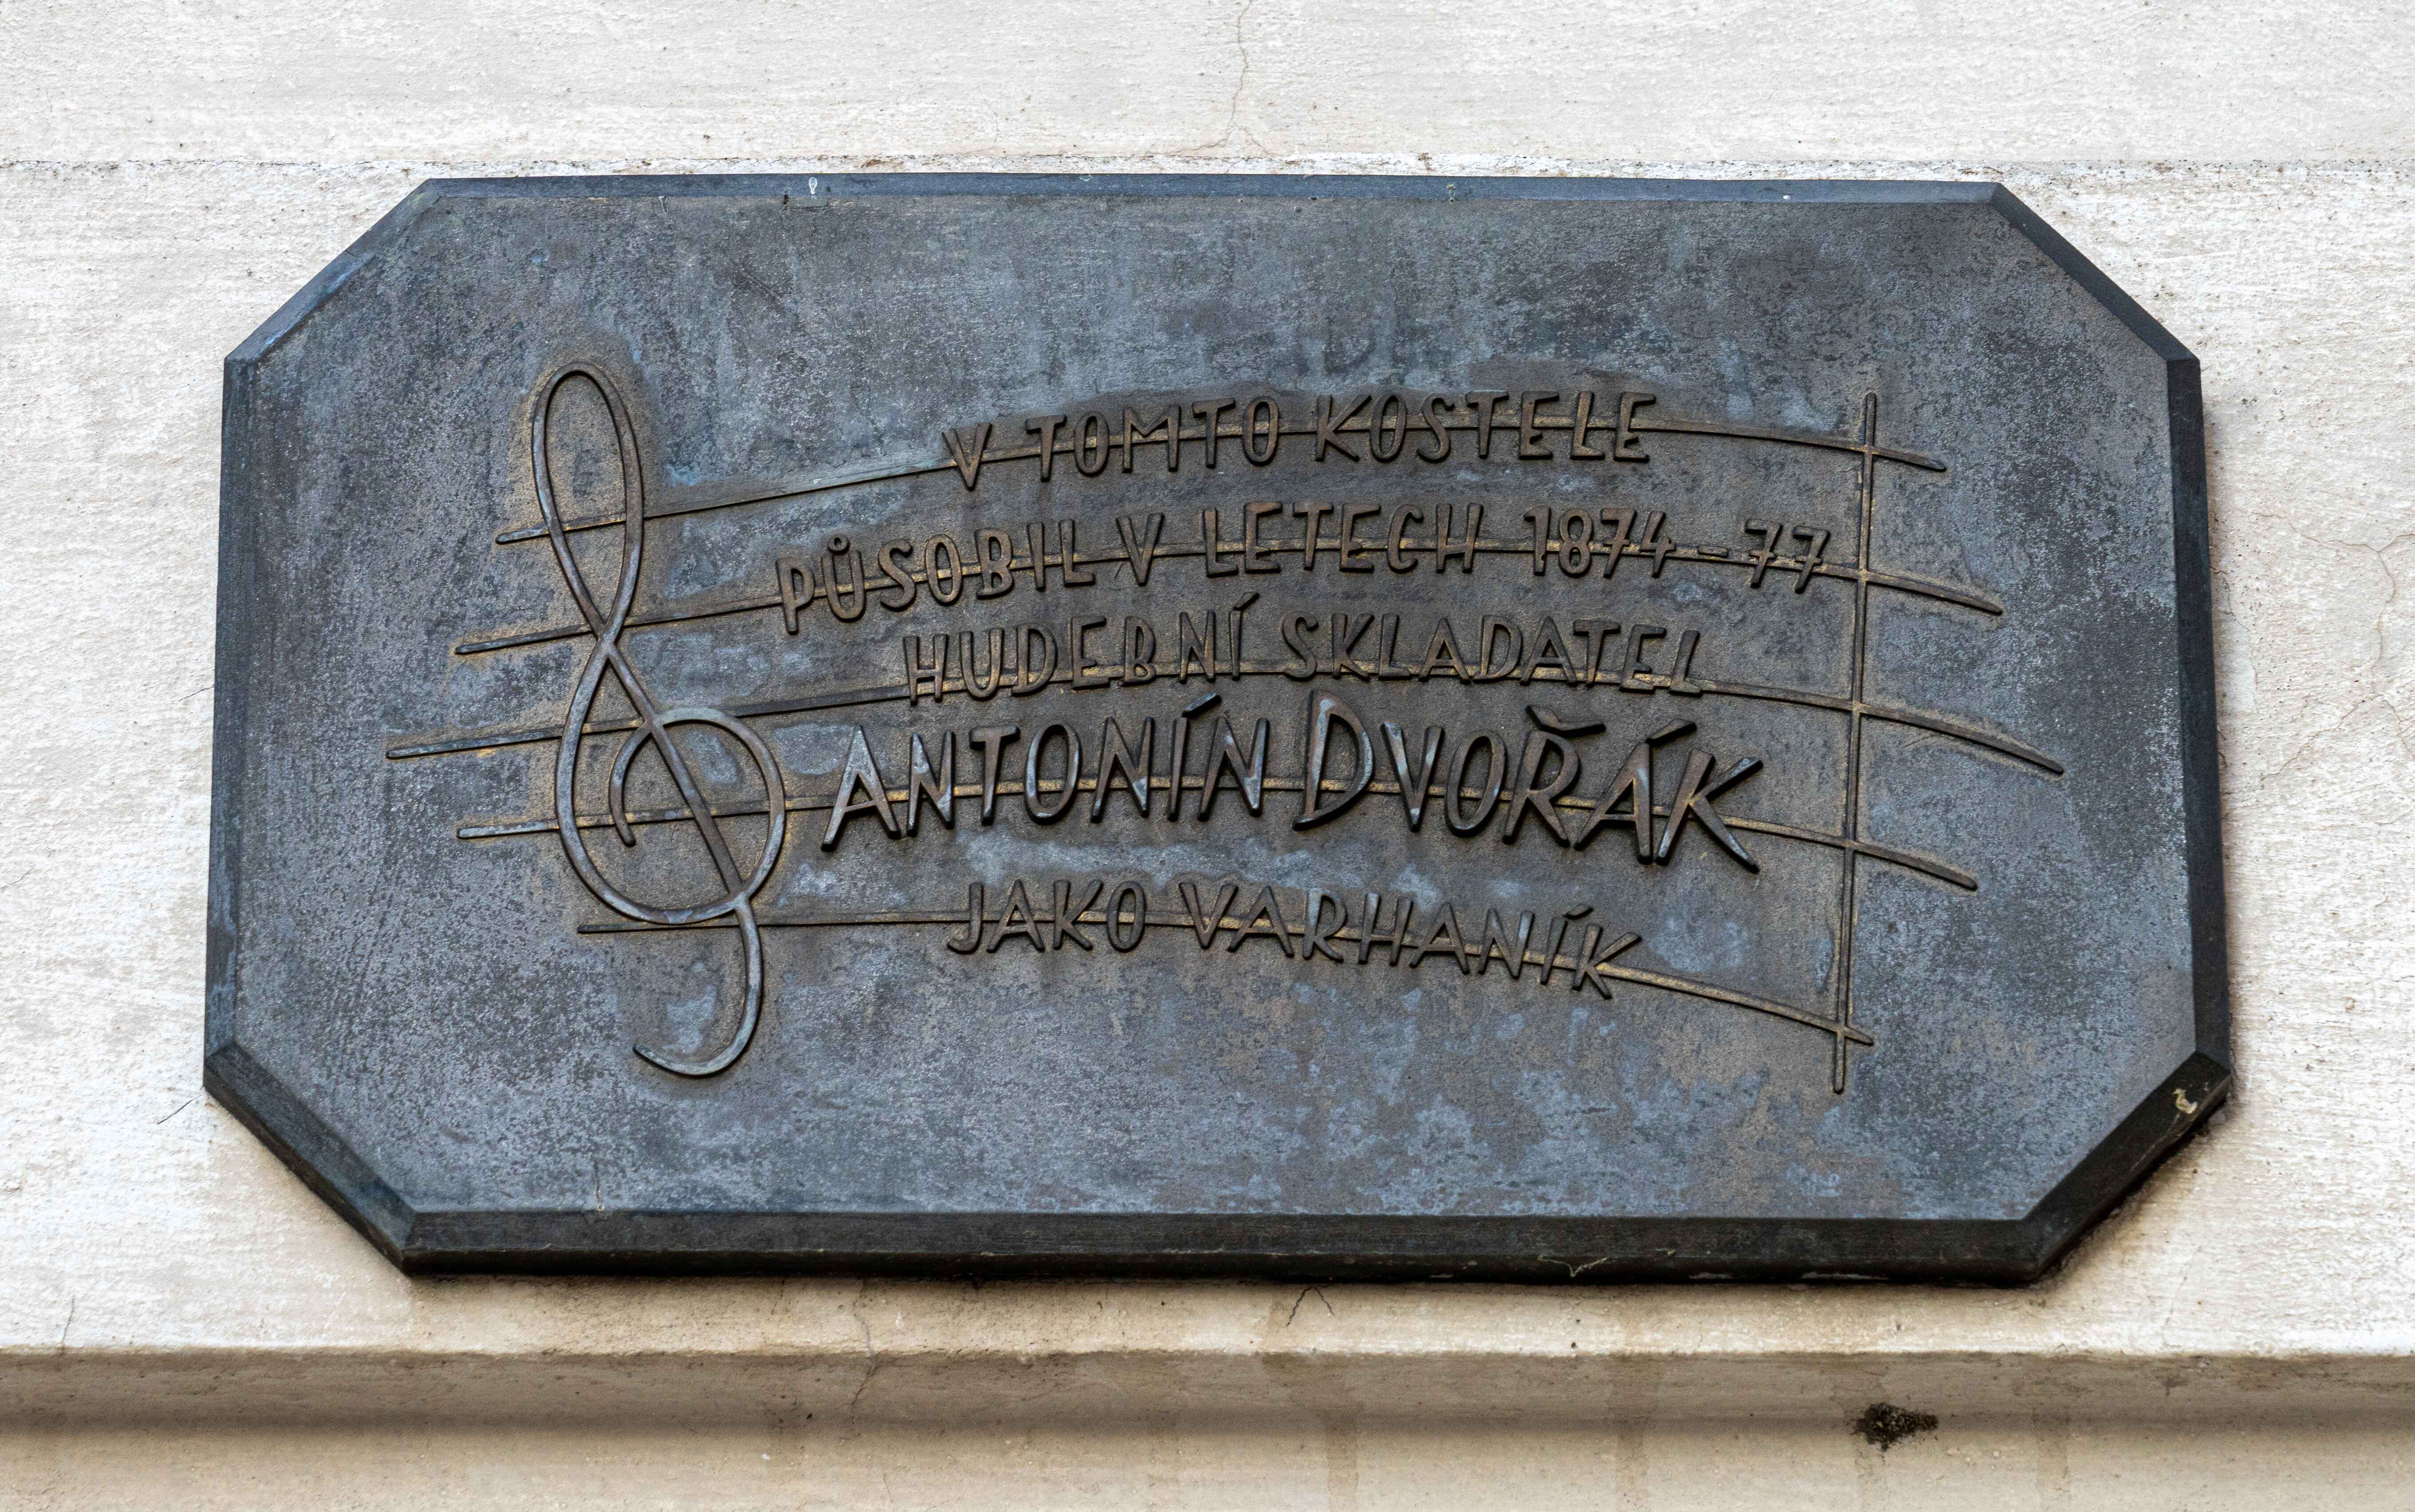 V TOMTO KOSTELE
PŮSOBIL V LETECH 1874-77
HUDEBNÍ SKLADATEL
ANTONÍN DVOŘÁK
JAKO VARHANÍK